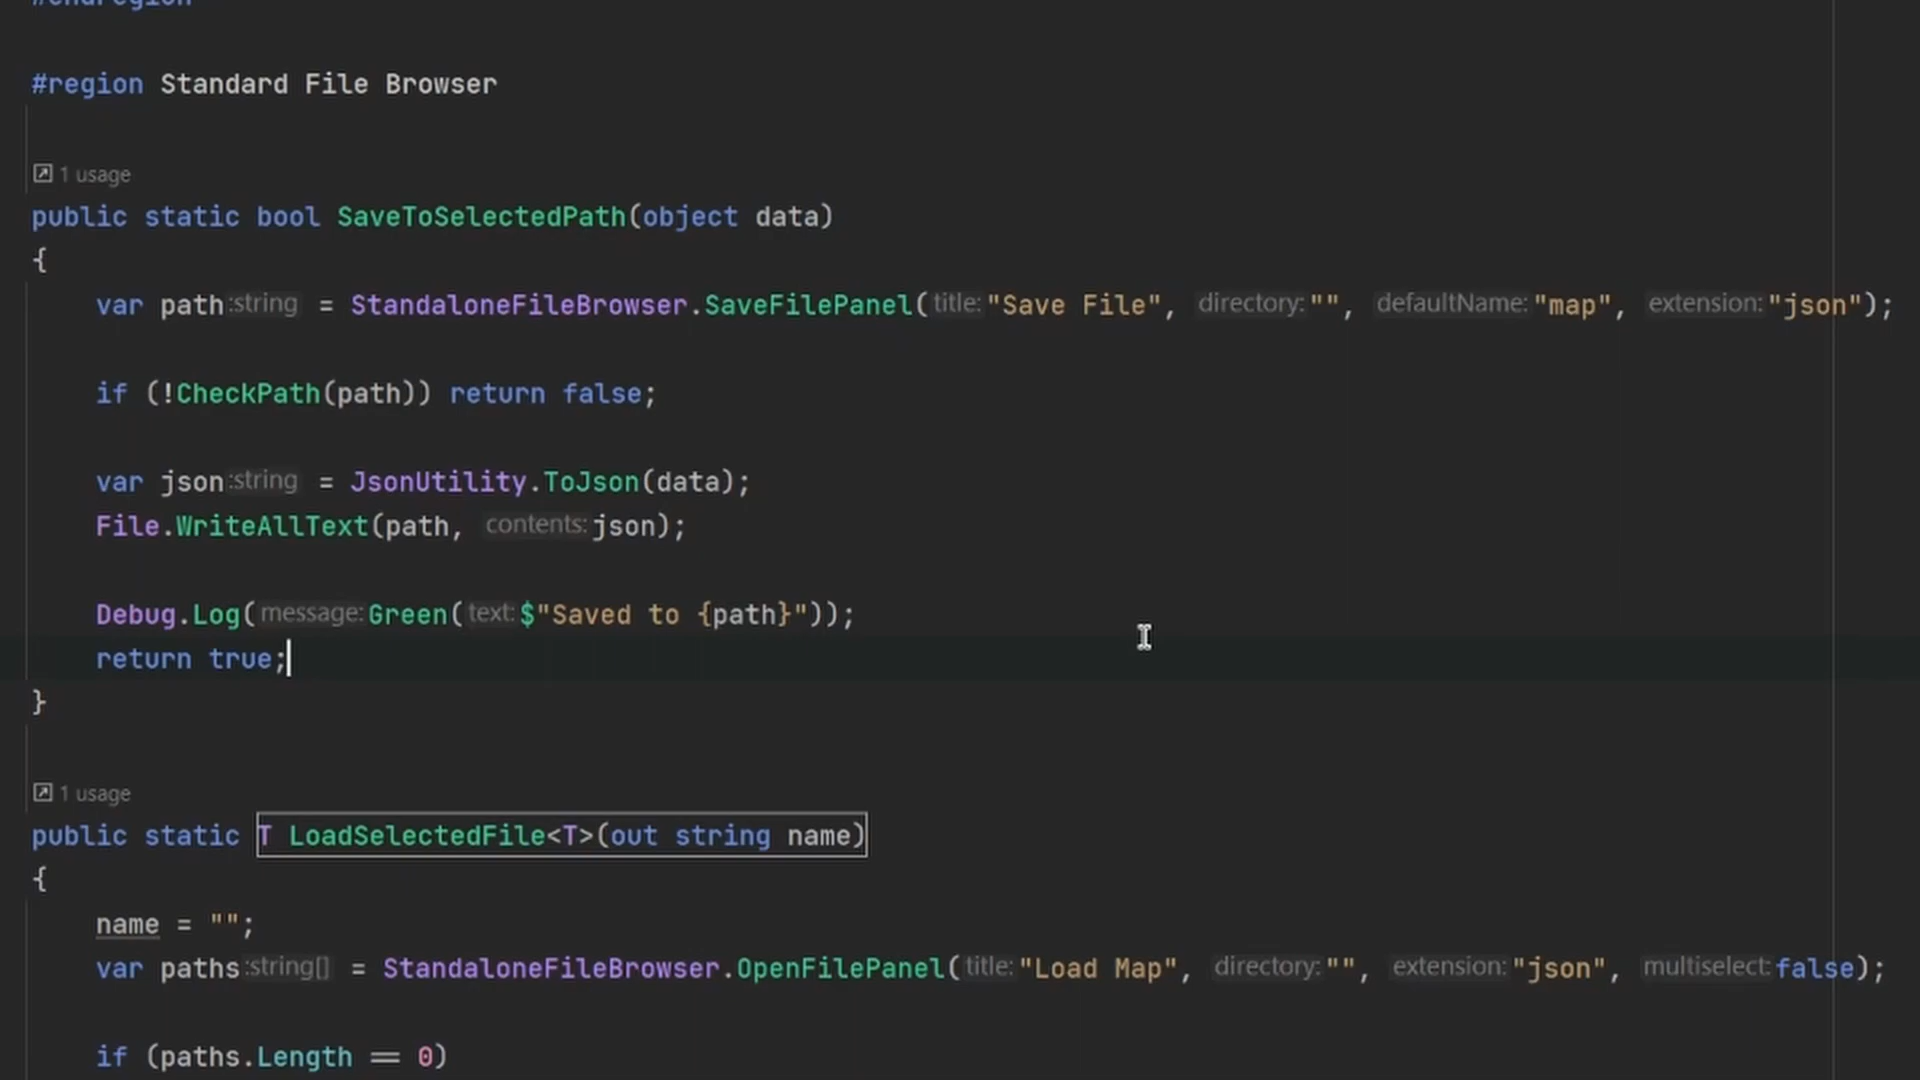 #endregion
#region Standard File Browser
1 usage
public static bool SaveToSelectedPath(object data)
{
var path:string = StandaloneFileBrowser.SaveFilePanel(title:"Save File", directory:"", defaultName:"map", extension:"json");
if (!CheckPath(path)) return false;
var json:string = JsonUtility.ToJson(data);
File.WriteAllText(path, contents:json);
Debug.Log(message:Green(text:$"Saved to {path}"));
return true;
}
1 usage
public static T LoadSelectedFile<T>(out string name)
{
name = "";
var paths:string[] = StandaloneFileBrowser.OpenFilePanel(title:"Load Map", directory:"", extension:"json", multiselect:false);
if (paths.Length == 0)